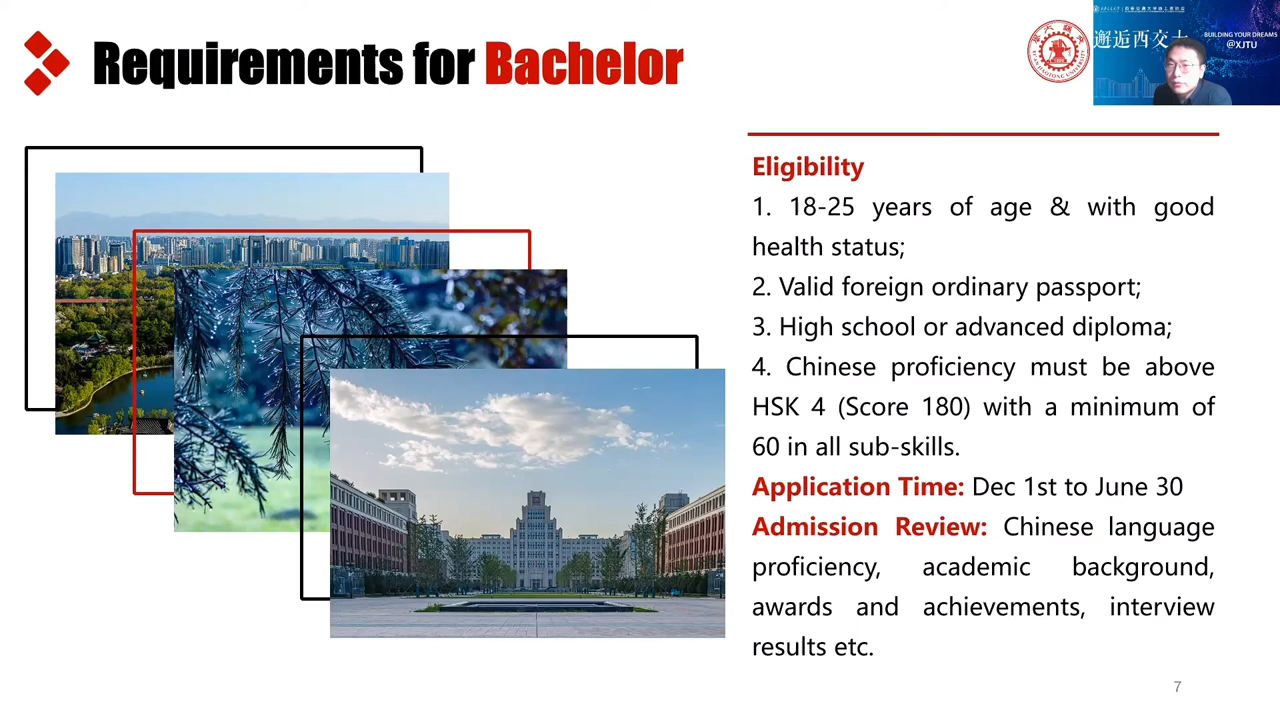 Requirements for Bachelor
BUILDING YOUR DREAMS
邂逅西交大
@XJTU
Eligibility
1. 18-25 years of age & with good
health status;
2. Valid foreign ordinary passport;
3. High school or advanced diploma;
4. Chinese proficiency must be above
HSK 4 (Score 180) with a minimum of
60 in all sub-skills.
Application Time: Dec 1st to June 30
Admission Review: Chinese language
proficiency, academic background,
awards and achievements, interview
results etc.
7